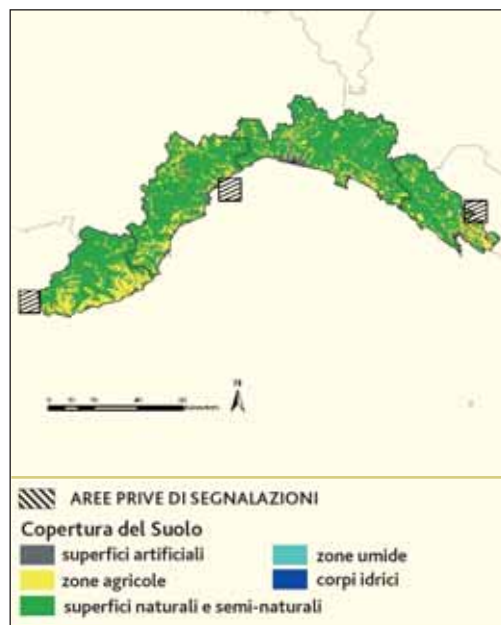 N
AREE PRIVE DI SEGNALAZIONI
Copertura del Suolo
superfici artificiali
zone umide
zone agricole
corpi idrici
superfici naturali e semi-naturali